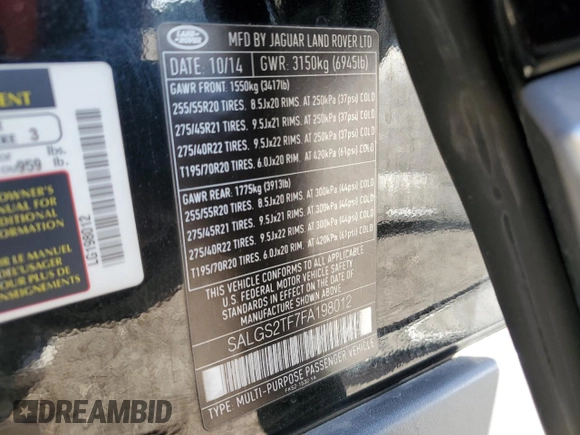 LAND ROVER
MFD BY JAGUAR LAND ROVER LTD
DATE: 10/14 GWR: 3150kg (6945lb)
GAWR FRONT: 1550kg (3417lb)
255/55R20 TIRES. 8.5Jx20 RIMS. AT 250kPa (37psi) COLD
275/45R21 TIRES. 9.5Jx21 RIMS. AT 250kPa (37psi) COLD
275/40R22 TIRES. 9.5Jx22 RIMS. AT 250kPa (37psi) COLD
T195/70R20 TIRES. 6.0Jx20 RIM. AT 420kPa (61psi) COLD
GAWR REAR: 1775kg (3913lb)
255/55R20 TIRES. 8.5Jx20 RIMS. AT 300kPa (44psi) COLD
275/45R21 TIRES. 9.5Jx21 RIMS. AT 300kPa (44psi) COLD
275/40R22 TIRES. 9.5Jx22 RIMS. AT 300kPa (44psi) COLD
T195/70R20 TIRES. 6.0Jx20 RIM. AT 420kPa (61psi) COLD
THIS VEHICLE CONFORMS TO ALL APPLICABLE
U.S. FEDERAL MOTOR VEHICLE SAFETY
STANDARDS IN EFFECT ON THE DATE OF
MANUFACTURE SHOWN ABOVE.
SALGS2TF7FA198012
TYPE: MULTI-PURPOSE PASSENGER VEHICLE
3
lbs.
959 lb.
OWNER'S
MANUAL FOR
ADDITIONAL
INFORMATION
LE MANUEL
DE L'USAGER
POUR PLUS DE
LG198012
DREAMBID